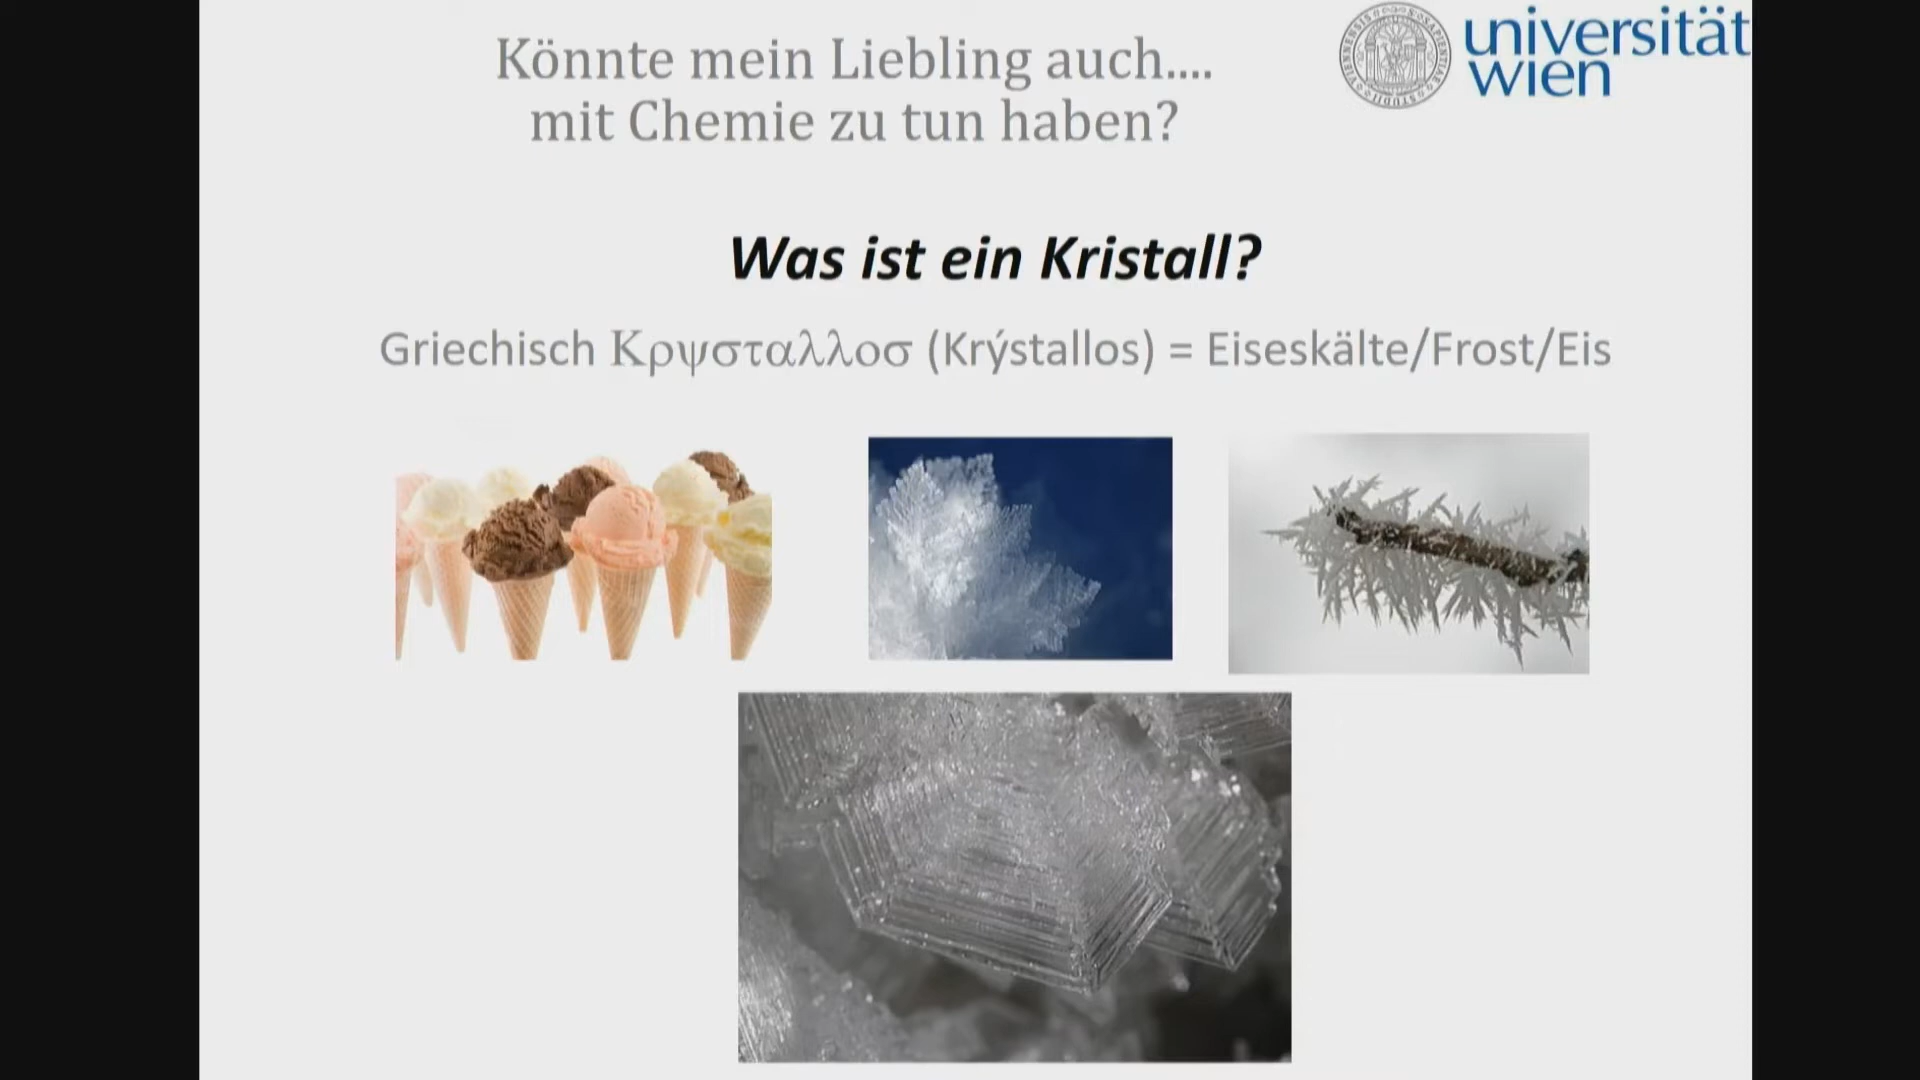 Könnte mein Liebling auch....
mit Chemie zu tun haben?
universität
wien
Was ist ein Kristall?
Griechisch Κρψσταλλοσ (Krýstallos) = Eiseskälte/Frost/Eis